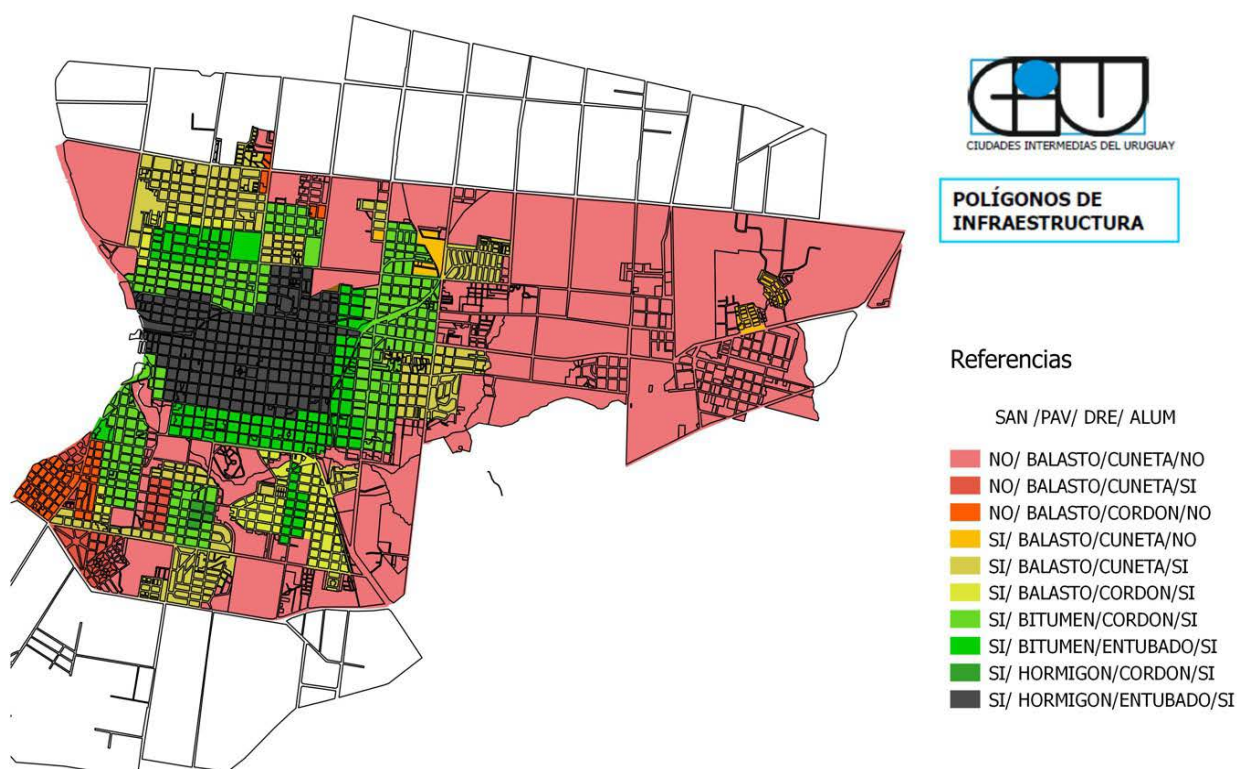 CIU
CIUDADES INTERMEDIAS DEL URUGUAY
POLÍGONOS DE
INFRAESTRUCTURA
Referencias
SAN /PAV/ DRE/ ALUM
NO/ BALASTO/CUNETA/NO
NO/ BALASTO/CUNETA/SI
NO/ BALASTO/CORDON/NO
SI/ BALASTO/CUNETA/NO
SI/ BALASTO/CUNETA/SI
SI/ BALASTO/CORDON/SI
SI/ BITUMEN/CORDON/SI
SI/ BITUMEN/ENTUBADO/SI
SI/ HORMIGON/CORDON/SI
SI/ HORMIGON/ENTUBADO/SI